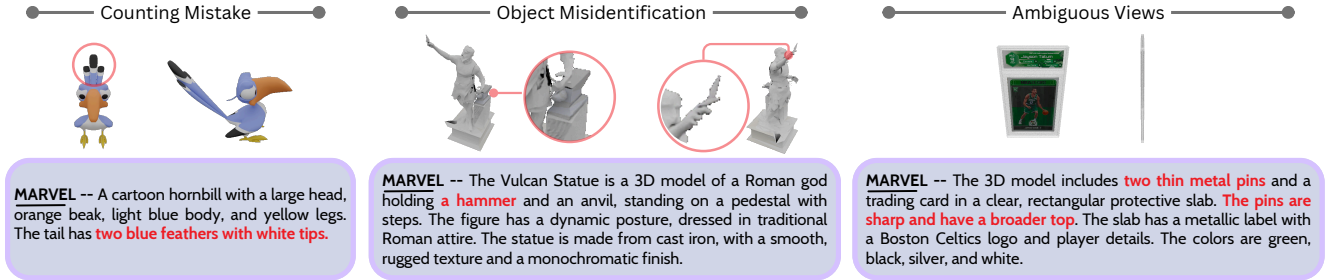 Counting Mistake
Object Misidentification
Ambiguous Views
MARVEL -- A cartoon hornbill with a large head,
orange beak, light blue body, and yellow legs.
The tail has two blue feathers with white tips.
MARVEL -- The Vulcan Statue is a 3D model of a Roman god
holding a hammer and an anvil, standing on a pedestal with
steps. The figure has a dynamic posture, dressed in traditional
Roman attire. The statue is made from cast iron, with a smooth,
rugged texture and a monochromatic finish.
MARVEL -- The 3D model includes two thin metal pins and a
trading card in a clear, rectangular protective slab. The pins are
sharp and have a broader top. The slab has a metallic label with
a Boston Celtics logo and player details. The colors are green,
black, silver, and white.